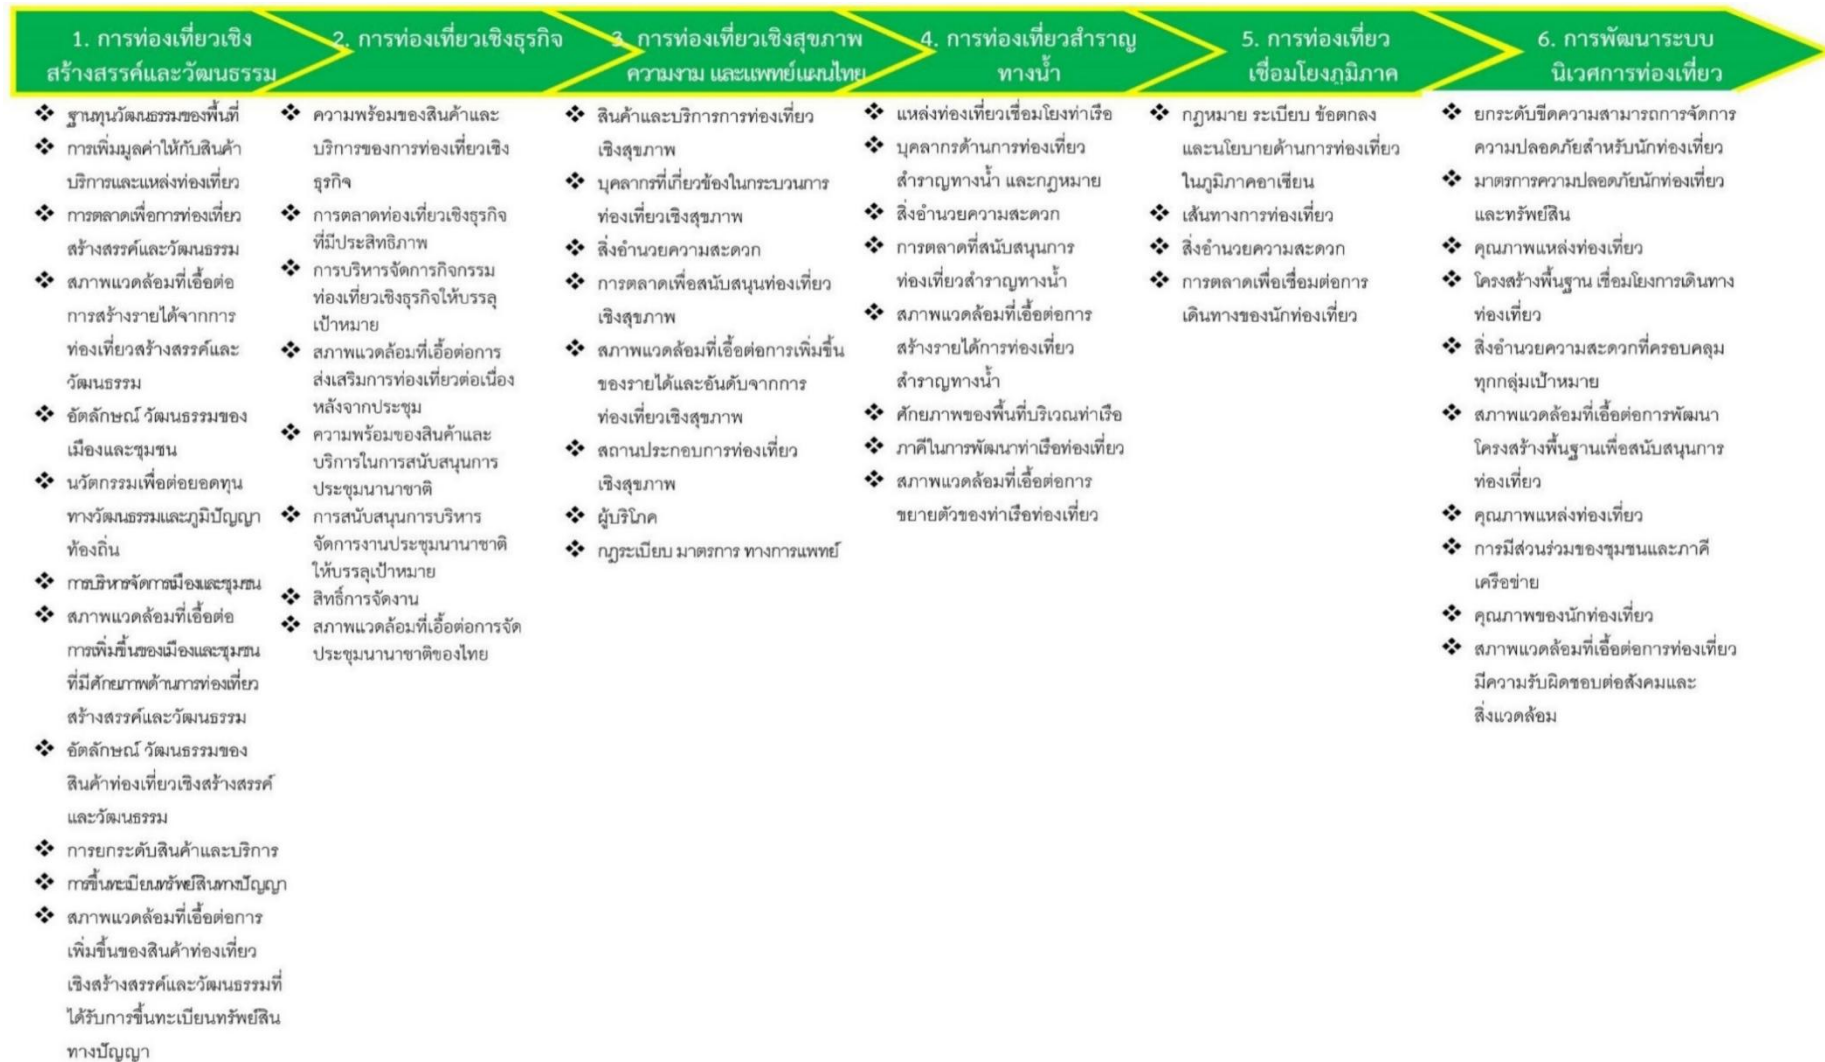 1. การท่องเที่ยวเชิง
สร้างสรรค์และวัฒนธรรม
❖ ฐานทุนวัฒนธรรมของพื้นที่
❖ การเพิ่มมูลค่าให้กับสินค้า
บริการและแหล่งท่องเที่ยว
❖ การตลาดเพื่อการท่องเที่ยว
สร้างสรรค์และวัฒนธรรม
❖ สภาพแวดล้อมที่เอื้อต่อ
การสร้างรายได้จากการ
ท่องเที่ยวสร้างสรรค์และ
วัฒนธรรม
❖ อัตลักษณ์ วัฒนธรรมของ
เมืองและชุมชน
❖ นวัตกรรมเพื่อต่อยอดทุน
ทางวัฒนธรรมและภูมิปัญญา
ท้องถิ่น
❖ การบริหารจัดการเมืองและชุมชน
❖ สภาพแวดล้อมที่เอื้อต่อ
การเพิ่มขึ้นของเมืองและชุมชน
ที่มีศักยภาพด้านการท่องเที่ยว
สร้างสรรค์และวัฒนธรรม
❖ อัตลักษณ์ วัฒนธรรมของ
สินค้าท่องเที่ยวเชิงสร้างสรรค์
และวัฒนธรรม
❖ การยกระดับสินค้าและบริการ
❖ การขึ้นทะเบียนทรัพย์สินทางปัญญา
❖ สภาพแวดล้อมที่เอื้อต่อการ
เพิ่มขึ้นของสินค้าท่องเที่ยว
เชิงสร้างสรรค์และวัฒนธรรมที่
ได้รับการขึ้นทะเบียนทรัพย์สิน
ทางปัญญา
2. การท่องเที่ยวเชิงธุรกิจ
❖ ความพร้อมของสินค้าและ
บริการของการท่องเที่ยวเชิง
ธุรกิจ
❖ การตลาดท่องเที่ยวเชิงธุรกิจ
ที่มีประสิทธิภาพ
❖ การบริหารจัดการกิจกรรม
ท่องเที่ยวเชิงธุรกิจให้บรรลุ
เป้าหมาย
❖ สภาพแวดล้อมที่เอื้อต่อการ
ส่งเสริมการท่องเที่ยวต่อเนื่อง
หลังจากประชุม
❖ ความพร้อมของสินค้าและ
บริการในการสนับสนุนการ
ประชุมนานาชาติ
❖ การสนับสนุนการบริหาร
จัดการงานประชุมนานาชาติ
ให้บรรลุเป้าหมาย
❖ สิทธิ์การจัดงาน
❖ สภาพแวดล้อมที่เอื้อต่อการจัด
ประชุมนานาชาติของไทย
3. การท่องเที่ยวเชิงสุขภาพ
ความงาม และแพทย์แผนไทย
❖ สินค้าและบริการการท่องเที่ยว
เชิงสุขภาพ
❖ บุคลากรที่เกี่ยวข้องในกระบวนการ
ท่องเที่ยวเชิงสุขภาพ
❖ สิ่งอำนวยความสะดวก
❖ การตลาดเพื่อสนับสนุนท่องเที่ยว
เชิงสุขภาพ
❖ สภาพแวดล้อมที่เอื้อต่อการเพิ่มขึ้น
ของรายได้และอันดับจากการ
ท่องเที่ยวเชิงสุขภาพ
❖ สถานประกอบการท่องเที่ยว
เชิงสุขภาพ
❖ ผู้บริโภค
❖ กฎระเบียบ มาตรการ ทางการแพทย์
4. การท่องเที่ยวสำราญ
ทางน้ำ
❖ แหล่งท่องเที่ยวเชื่อมโยงท่าเรือ
❖ บุคลากรด้านการท่องเที่ยว
สำราญทางน้ำ และกฎหมาย
❖ สิ่งอำนวยความสะดวก
❖ การตลาดที่สนับสนุนการ
ท่องเที่ยวสำราญทางน้ำ
❖ สภาพแวดล้อมที่เอื้อต่อการ
สร้างรายได้การท่องเที่ยว
สำราญทางน้ำ
❖ ศักยภาพของพื้นที่บริเวณท่าเรือ
❖ ภาคีในการพัฒนาท่าเรือท่องเที่ยว
❖ สภาพแวดล้อมที่เอื้อต่อการ
ขยายตัวของท่าเรือท่องเที่ยว
5. การท่องเที่ยว
เชื่อมโยงภูมิภาค
❖ กฎหมาย ระเบียบ ข้อตกลง
และนโยบายด้านการท่องเที่ยว
ในภูมิภาคอาเซียน
❖ เส้นทางการท่องเที่ยว
❖ สิ่งอำนวยความสะดวก
❖ การตลาดเพื่อเชื่อมต่อการ
เดินทางของนักท่องเที่ยว
6. การพัฒนาระบบ
นิเวศการท่องเที่ยว
❖ ยกระดับขีดความสามารถการจัดการ
ความปลอดภัยสำหรับนักท่องเที่ยว
❖ มาตรการความปลอดภัยนักท่องเที่ยว
และทรัพย์สิน
❖ คุณภาพแหล่งท่องเที่ยว
❖ โครงสร้างพื้นฐาน เชื่อมโยงการเดินทาง
ท่องเที่ยว
❖ สิ่งอำนวยความสะดวกที่ครอบคลุม
ทุกกลุ่มเป้าหมาย
❖ สภาพแวดล้อมที่เอื้อต่อการพัฒนา
โครงสร้างพื้นฐานเพื่อสนับสนุนการ
ท่องเที่ยว
❖ คุณภาพแหล่งท่องเที่ยว
❖ การมีส่วนร่วมของชุมชนและภาคี
เครือข่าย
❖ คุณภาพของนักท่องเที่ยว
❖ สภาพแวดล้อมที่เอื้อต่อการท่องเที่ยว
มีความรับผิดชอบต่อสังคมและ
สิ่งแวดล้อม